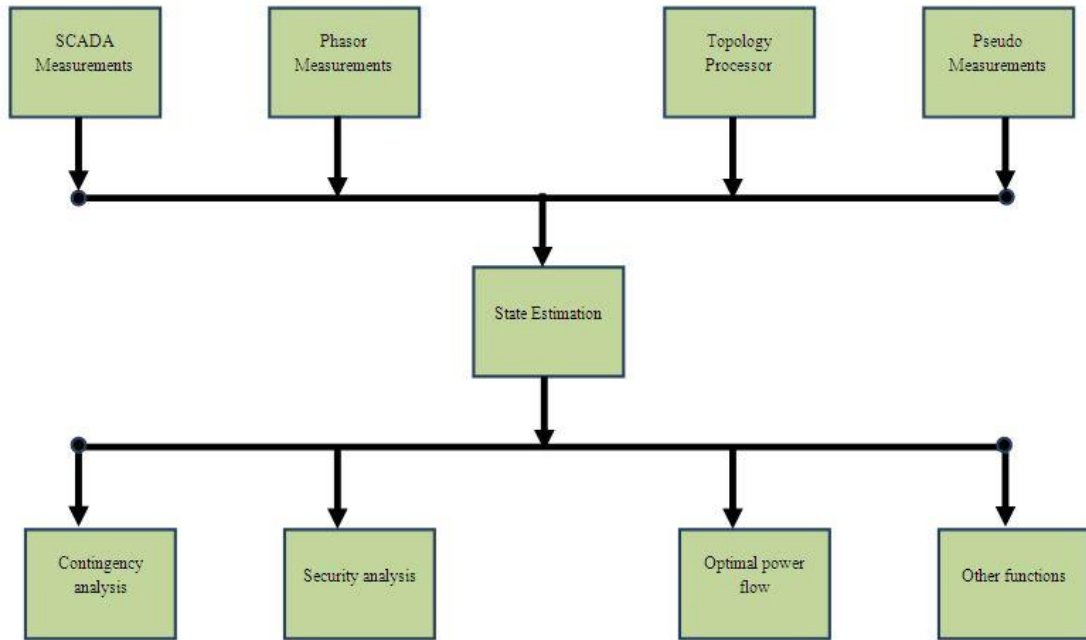 SCADA
Measurements
Phasor
Measurements
Topology
Processor
Pseudo
Measurements
State Estimation
Contingency
analysis
Security analysis
Optimal power
flow
Other functions